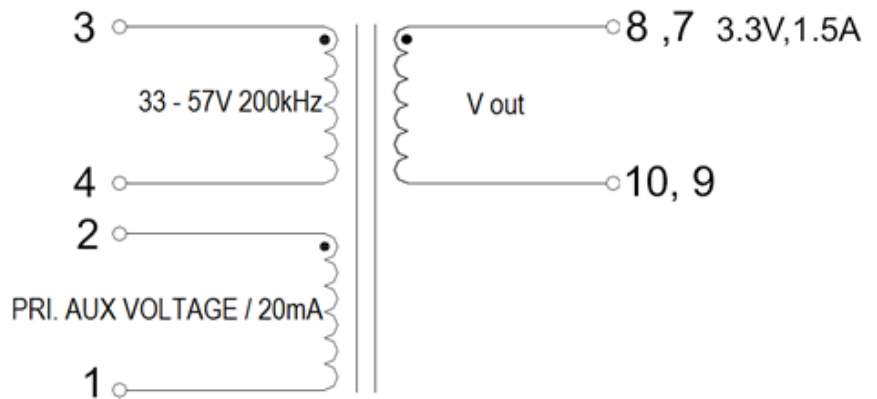 3
8 ,7 3.3V,1.5A
33 - 57V 200kHz
V out
4
10, 9
2
PRI. AUX VOLTAGE / 20mA
1